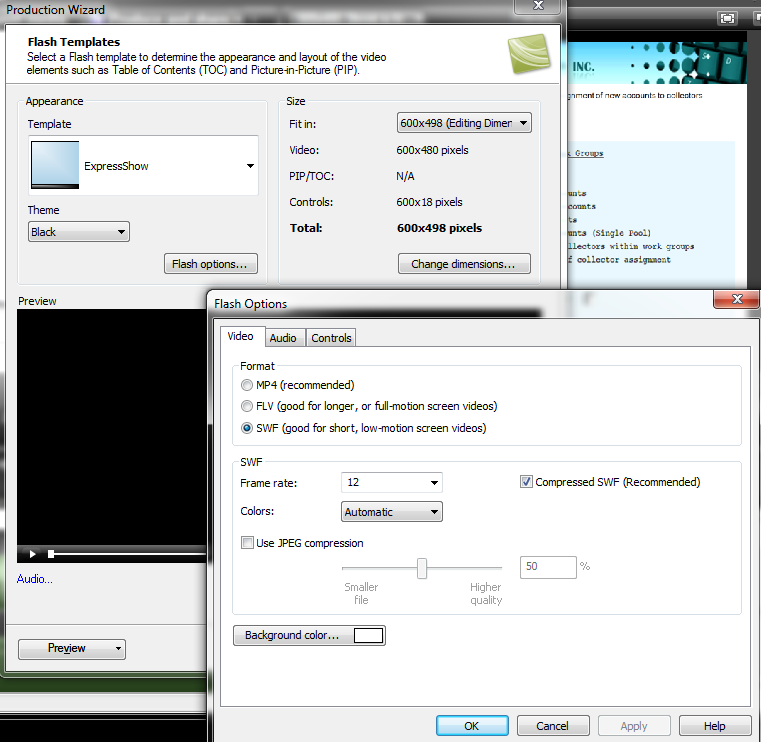 Production Wizard
Flash Templates
Select a Flash template to determine the appearance and layout of the video
elements such as Table of Contents (TOC) and Picture-in-Picture (PIP).
Appearance
Template
ExpressShow
Theme
Black
Flash options...
Size
Fit in: 600x498 (Editing Dimer
Video: 600x480 pixels
PIP/TOC: N/A
Controls: 600x18 pixels
Total: 600x498 pixels
Change dimensions...
INC.
S
D
gnment of new accounts to collectors
Groups
unts
counts
ts
unts (Single Pool)
llectors within work groups
f collector assignment
Preview
Audio...
Preview
Flash Options
Video Audio Controls
Format
MP4 (recommended)
FLV (good for longer, or full-motion screen videos)
SWF (good for short, low-motion screen videos)
SWF
Frame rate: 12
Compressed SWF (Recommended)
Colors: Automatic
Use JPEG compression
50 %
Smaller
file
Higher
quality
Background color...
OK Cancel Apply Help